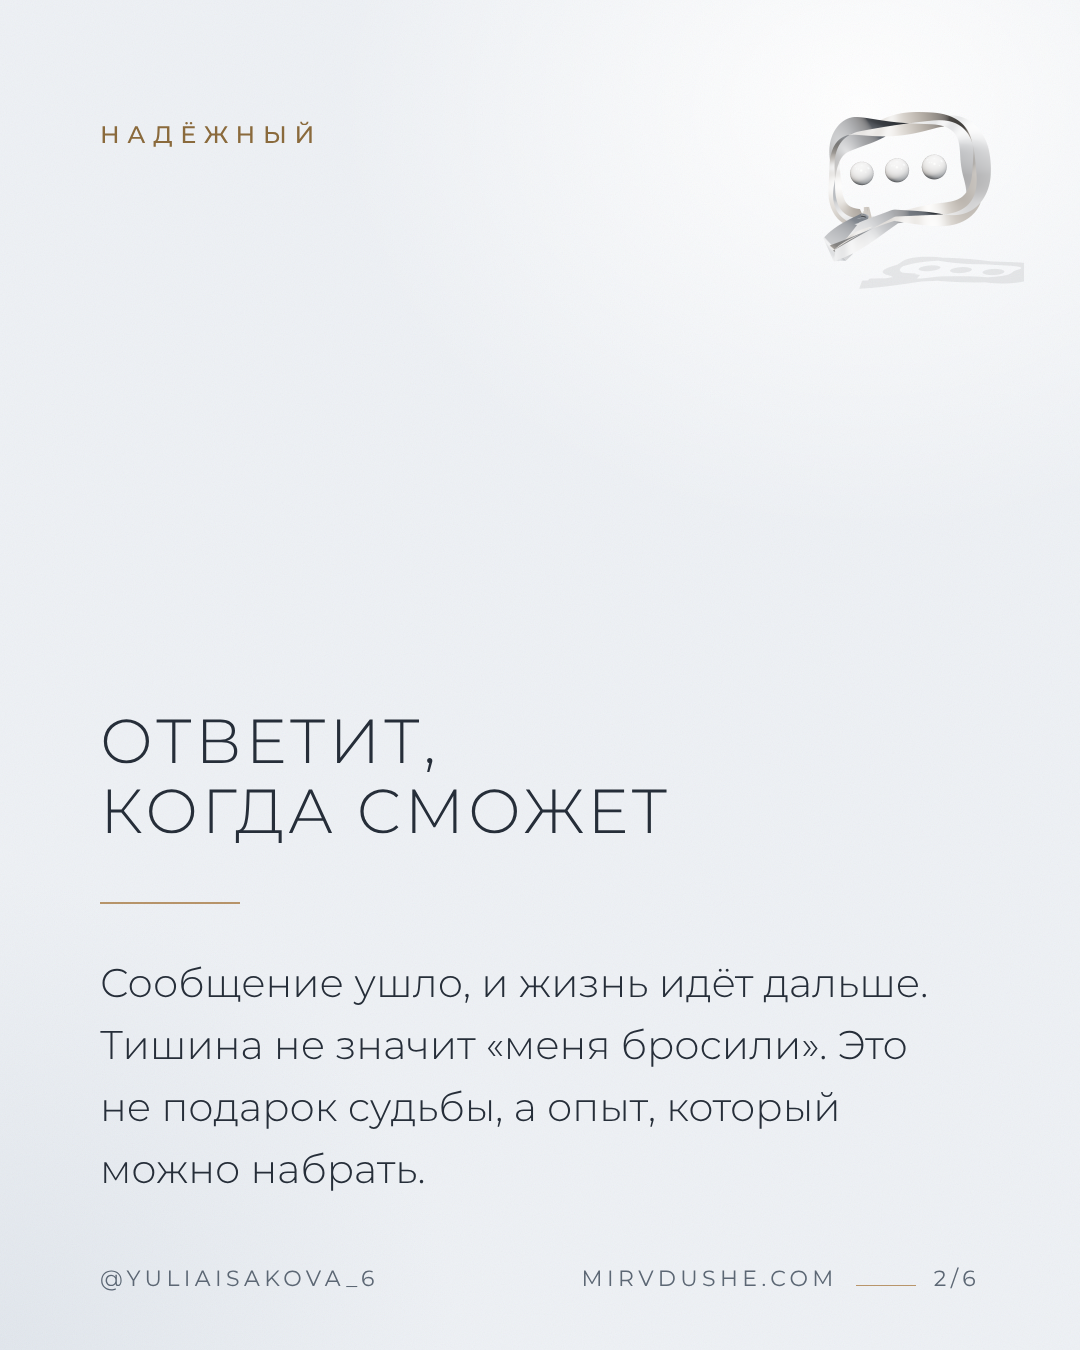 НАДЁЖНЫЙ
ОТВЕТИТ,
КОГДА СМОЖЕТ
Сообщение ушло, и жизнь идёт дальше.
Тишина не значит «меня бросили». Это
не подарок судьбы, а опыт, который
можно набрать.
@YULIAISAKOVA_6
MIRVDUSHE.COM
2/6